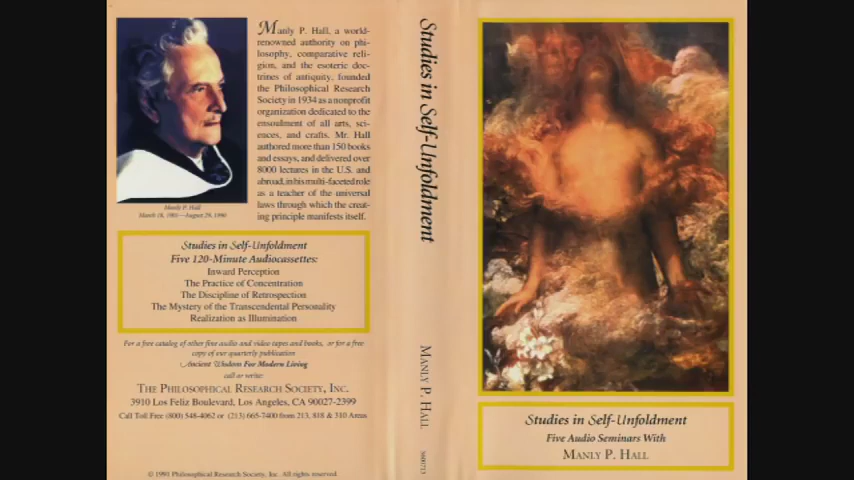 Manly P. Hall, a world-
renowned authority on phi-
losophy, comparative reli-
gion, and the esoteric doc-
trines of antiquity, founded
the Philosophical Research
Society in 1934 as a nonprofit
organization dedicated to the
ensoulment of all arts, sci-
ences, and crafts. Mr. Hall
authored more than 150 books
and essays, and delivered over
8000 lectures in the U.S. and
abroad, in his multi-faceted role
as a teacher of the universal
laws through which the creat-
ing principle manifests itself.
Manly P. Hall
March 18, 1901—August 29, 1990
Studies in Self-Unfoldment
Five 120-Minute Audiocassettes:
Inward Perception
The Practice of Concentration
The Discipline of Retrospection
The Mystery of the Transcendental Personality
Realization as Illumination
For a free catalog of other fine audio and video tapes and books, or for a free
copy of our quarterly publication
Ancient Wisdom For Modern Living
call or write:
THE PHILOSOPHICAL RESEARCH SOCIETY, INC.
3910 Los Feliz Boulevard, Los Angeles, CA 90027-2399
Call Toll Free (800) 548-4062 or (213) 665-7400 from 213, 818 & 310 Areas
© 1991 Philosophical Research Society, Inc. All rights reserved.
Studies in Self-Unfoldment
MANLY P. HALL
Studies in Self-Unfoldment
Five Audio Seminars With
MANLY P. HALL